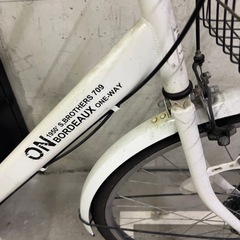 ON
1950' S.BROTHERS 709
BORDEAUX ONE-WAY